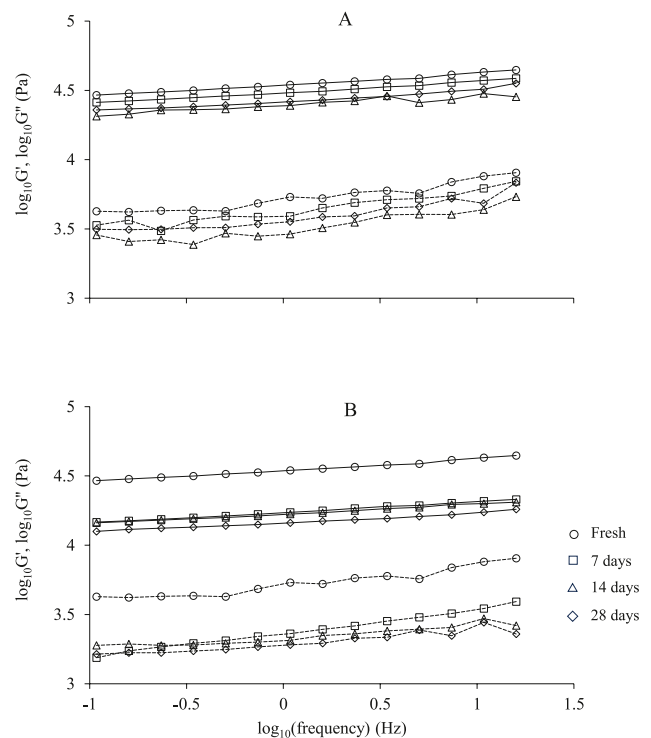 A
log₁₀G', log₁₀G'' (Pa)
5
4.5
4
3.5
3
B
log₁₀G', log₁₀G'' (Pa)
5
4.5
4
3.5
3
-1
-0.5
0
0.5
1
1.5
log₁₀(frequency) (Hz)
Fresh
7 days
14 days
28 days